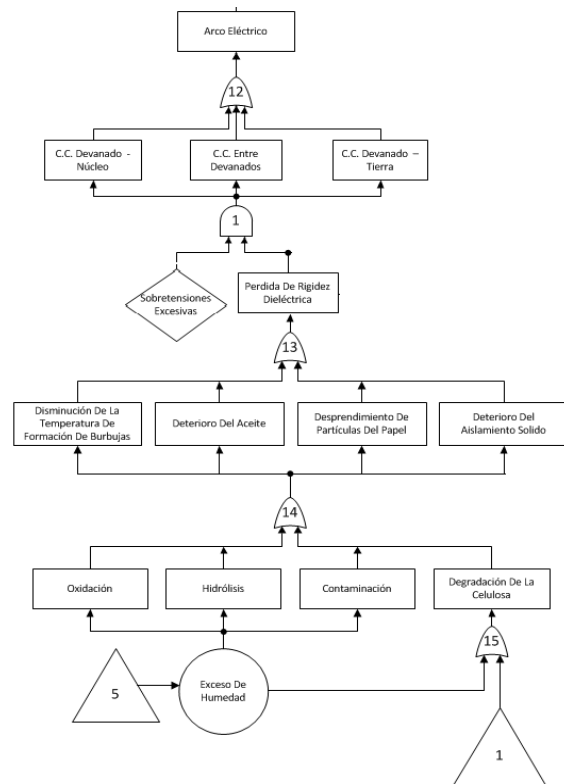 Arco Eléctrico
12
C.C. Devanado -
Núcleo
C.C. Entre
Devanados
C.C. Devanado –
Tierra
1
Sobretensiones
Excesivas
Perdida De Rigidez
Dieléctrica
13
Disminución De La
Temperatura De
Formación De Burbujas
Deterioro Del Aceite
Desprendimiento De
Partículas Del Papel
Deterioro Del
Aislamiento Solido
14
Oxidación
Hidrólisis
Contaminación
Degradación De La
Celulosa
15
5
Exceso De
Humedad
1